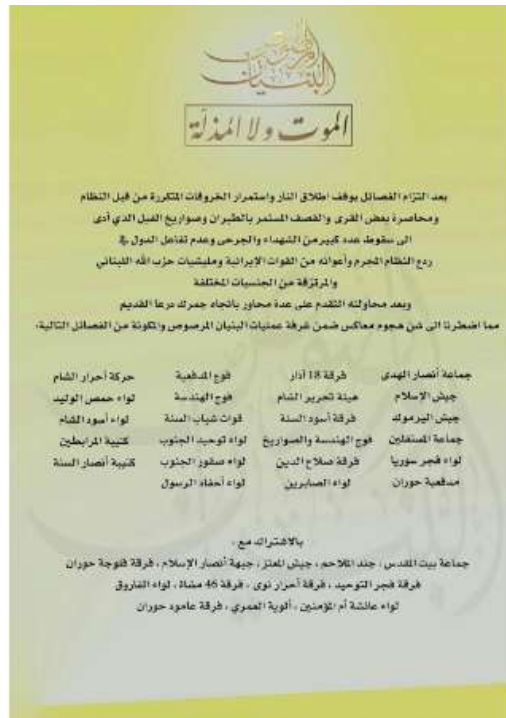 البنيان المرصوص
الموت ولا المذلة
بعد التزام الفصائل بوقف اطلاق النار واستمرار الخروقات المتكررة من قبل النظام
ومحاصرة بعض القرى والقصف المستمر بالطيران وصواريخ الفيل الذي أدى
الى سقوط عدد كبير من الشهداء والجرحى وعدم تفاعل الدول في
ردع النظام المجرم وأعوانه من القوات الإيرانية ومليشيات حزب الله اللبناني
والمرتزقة من الجنسيات المختلفة
وبعد محاولته التقدم على عدة محاور باتجاه جمرك درعا القديم
مما اضطرنا الى شن هجوم معاكس ضمن غرفة عمليات البنيان المرصوص والمكونة من الفصائل التالية:
جماعة أنصار الهدى فرقة 18 آذار فوج المدفعية حركة أحرار الشام
جيش الإسلام هيئة تحرير الشام فوج الهندسة لواء حمص الوليد
جيش اليرموك فرقة أسود السنة قوات شباب السنة لواء أسود الشام
جماعة المستقلين فوج الهندسة والصواريخ لواء توحيد الجنوب كتيبة المرابطين
لواء فجر سوريا فرقة صلاح الدين لواء صقور الجنوب كتيبة أنصار السنة
مدفعية حوران لواء الصابرين لواء أحفاد الرسول
بالاشتراك مع :
جماعة بيت المقدس ، جند الملاحم ، جيش المعتز ، جبهة أنصار الإسلام ، فرقة فلوجة حوران
فرقة فجر التوحيد ، فرقة أحرار نوى ، فرقة 46 مشاة ، لواء الفاروق
لواء عائشة أم المؤمنين ، ألوية العمري ، فرقة عامود حوران